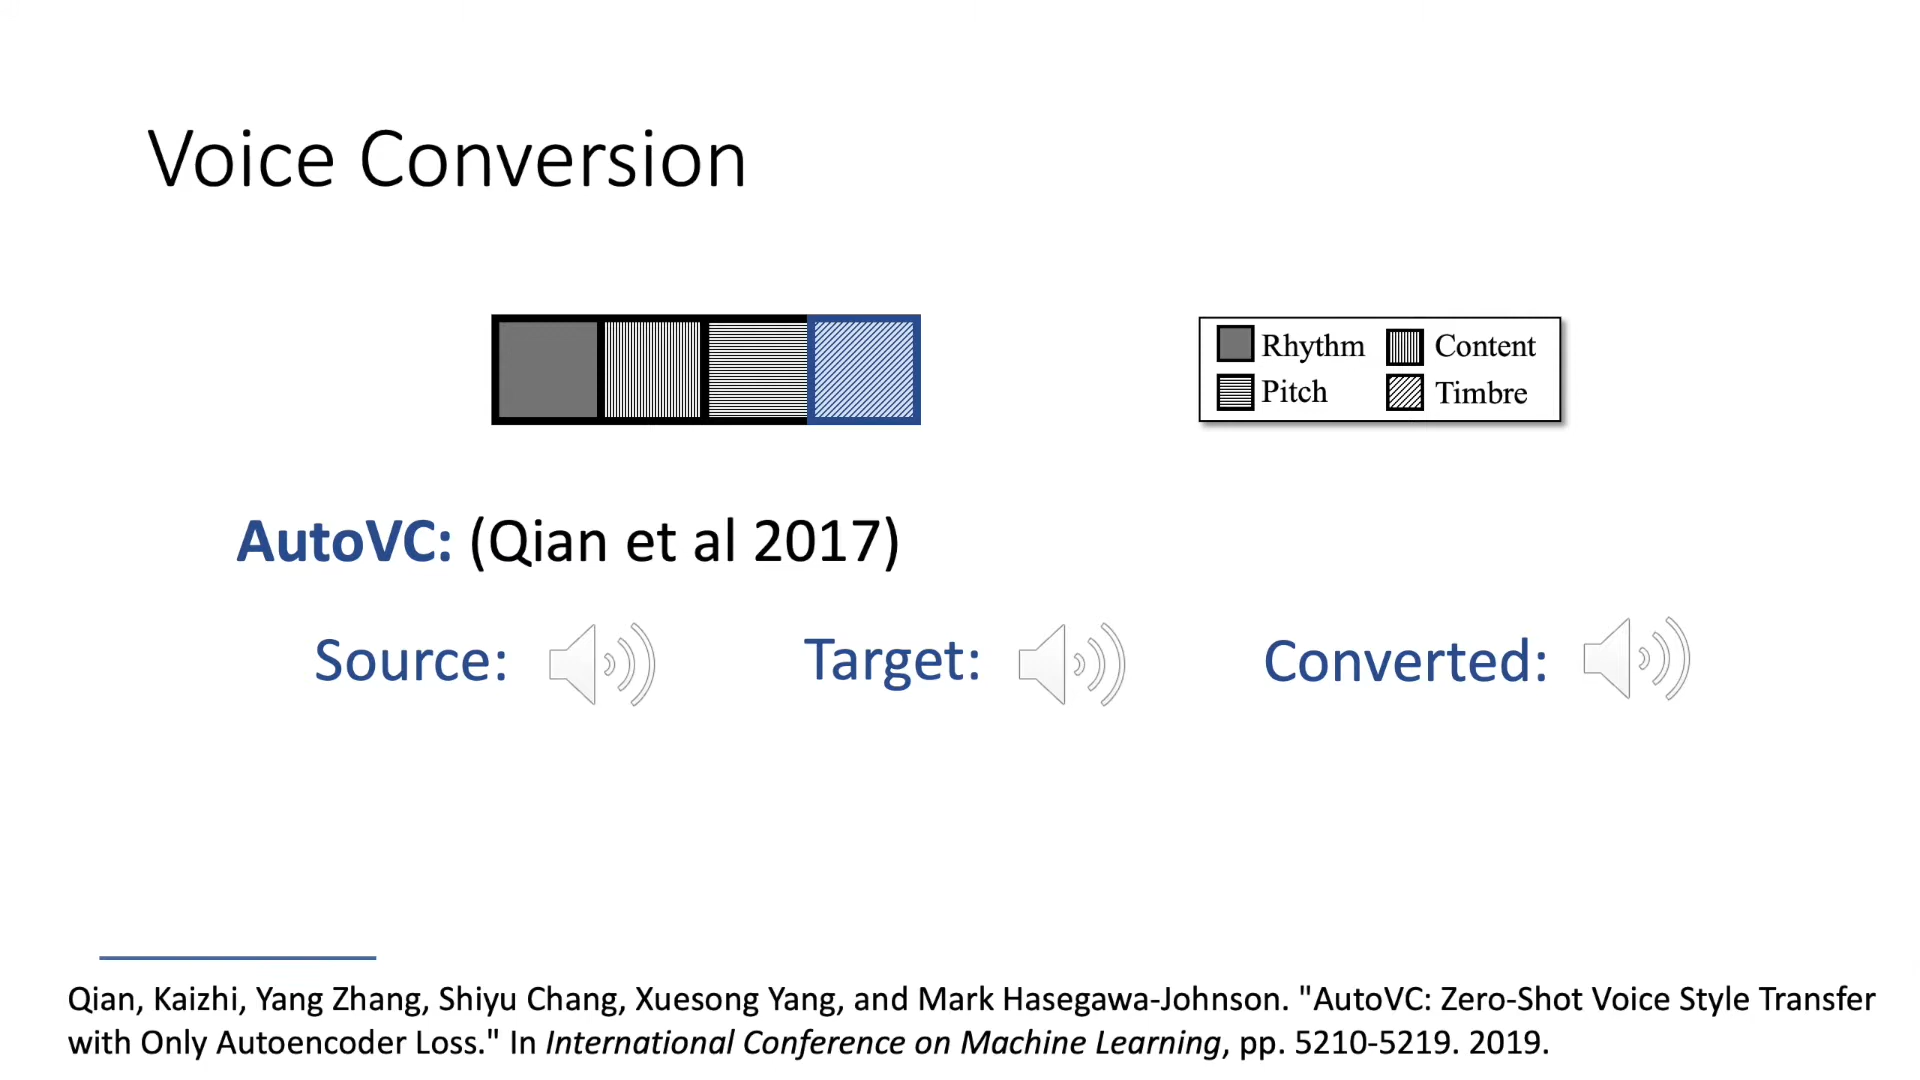 Voice Conversion
Rhythm Content
Pitch Timbre
AutoVC: (Qian et al 2017)
Source: Target: Converted:
Qian, Kaizhi, Yang Zhang, Shiyu Chang, Xuesong Yang, and Mark Hasegawa-Johnson. "AutoVC: Zero-Shot Voice Style Transfer
with Only Autoencoder Loss." In International Conference on Machine Learning, pp. 5210-5219. 2019.